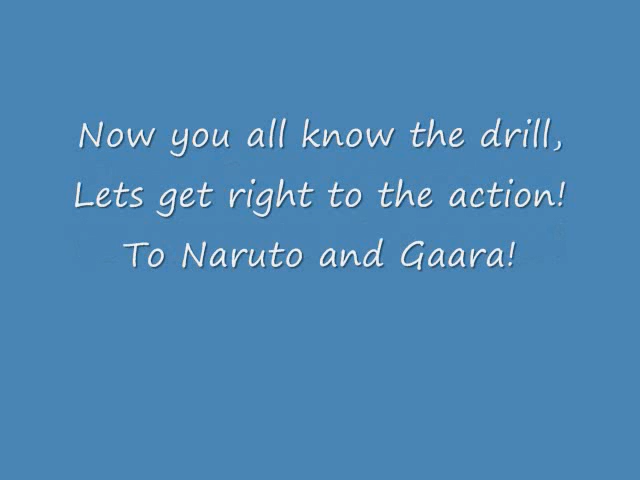 Now you all know the drill,
Lets get right to the action!
To Naruto and Gaara!